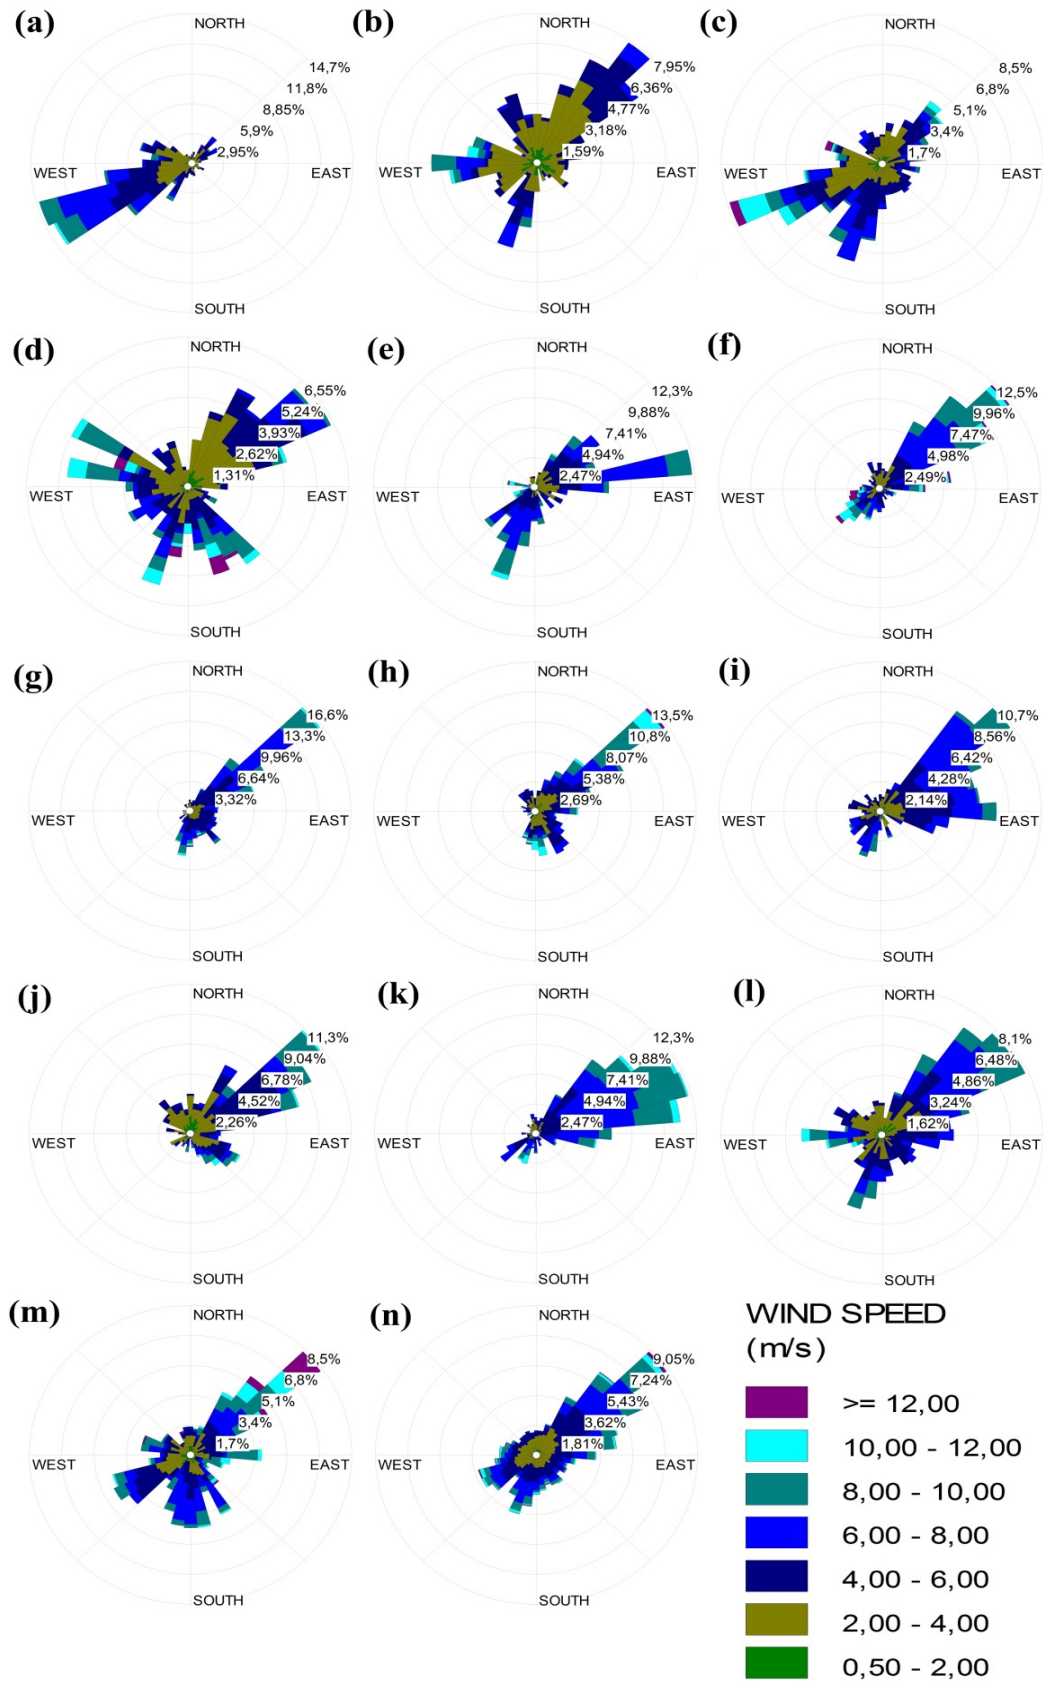 (a)
NORTH
14,7%
11,8%
8,85%
5,9%
2,95%
WEST
EAST
SOUTH
(b)
NORTH
7,95%
6,36%
4,77%
3,18%
1,59%
WEST
EAST
SOUTH
(c)
NORTH
8,5%
6,8%
5,1%
3,4%
1,7%
WEST
EAST
SOUTH
(d)
NORTH
6,55%
5,24%
3,93%
2,62%
1,31%
WEST
EAST
SOUTH
(e)
NORTH
12,3%
9,88%
7,41%
4,94%
2,47%
WEST
EAST
SOUTH
(f)
NORTH
12,5%
9,96%
7,47%
4,98%
2,49%
WEST
EAST
SOUTH
(g)
NORTH
16,6%
13,3%
9,96%
6,64%
3,32%
WEST
EAST
SOUTH
(h)
NORTH
13,5%
10,8%
8,07%
5,38%
2,69%
WEST
EAST
SOUTH
(i)
NORTH
10,7%
8,56%
6,42%
4,28%
2,14%
WEST
EAST
SOUTH
(j)
NORTH
11,3%
9,04%
6,78%
4,52%
2,26%
WEST
EAST
SOUTH
(k)
NORTH
12,3%
9,88%
7,41%
4,94%
2,47%
WEST
EAST
SOUTH
(l)
NORTH
8,1%
6,48%
4,86%
3,24%
1,62%
WEST
EAST
SOUTH
(m)
NORTH
8,5%
6,8%
5,1%
3,4%
1,7%
WEST
EAST
SOUTH
(n)
NORTH
9,05%
7,24%
5,43%
3,62%
1,81%
WEST
EAST
SOUTH
WIND SPEED
(m/s)
>= 12,00
10,00 - 12,00
8,00 - 10,00
6,00 - 8,00
4,00 - 6,00
2,00 - 4,00
0,50 - 2,00